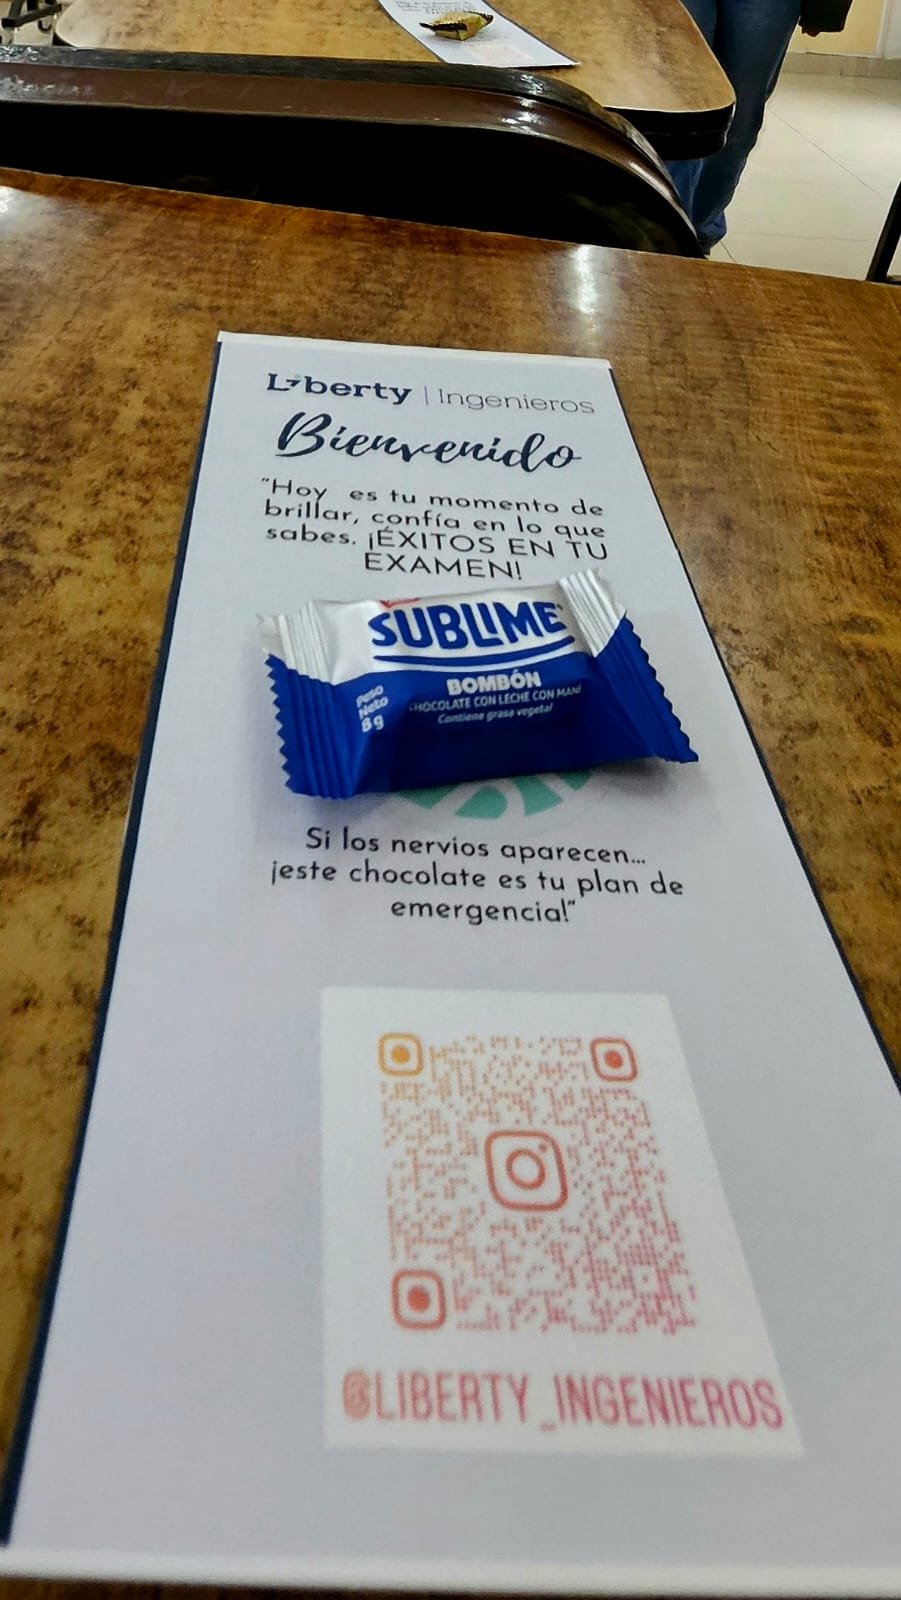 Liberty | Ingenieros
Bienvenido
"Hoy es tu momento de
brillar, confía en lo que
sabes. ¡ÉXITOS EN TU
EXAMEN!
SUBLIME
BOMBÓN
CHOCOLATE CON LECHE CON MANÍ
Contiene grasa vegetal
Peso
Neto
8g
Si los nervios aparecen...
¡este chocolate es tu plan de
emergencia!"
@LIBERTY_INGENIEROS